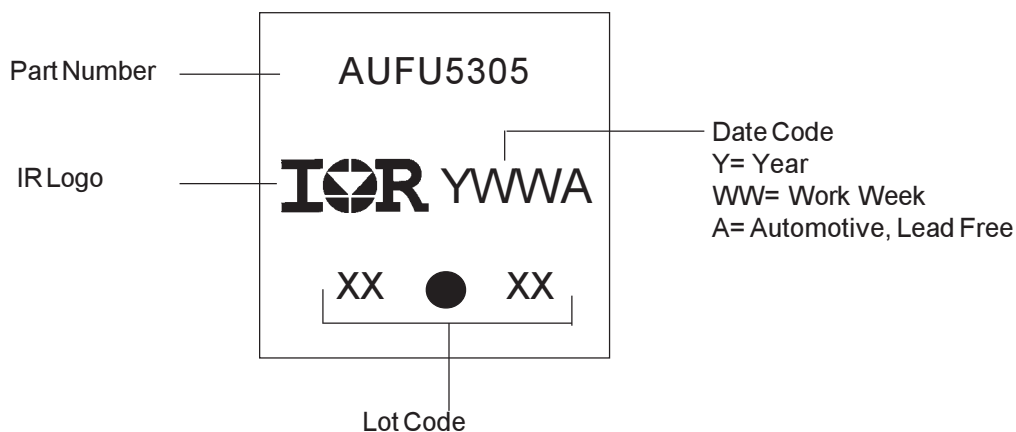 Part Number
AUFU5305
IR Logo
IOR YWWA
Date Code
Y= Year
WW= Work Week
A= Automotive, Lead Free
XX XX
Lot Code